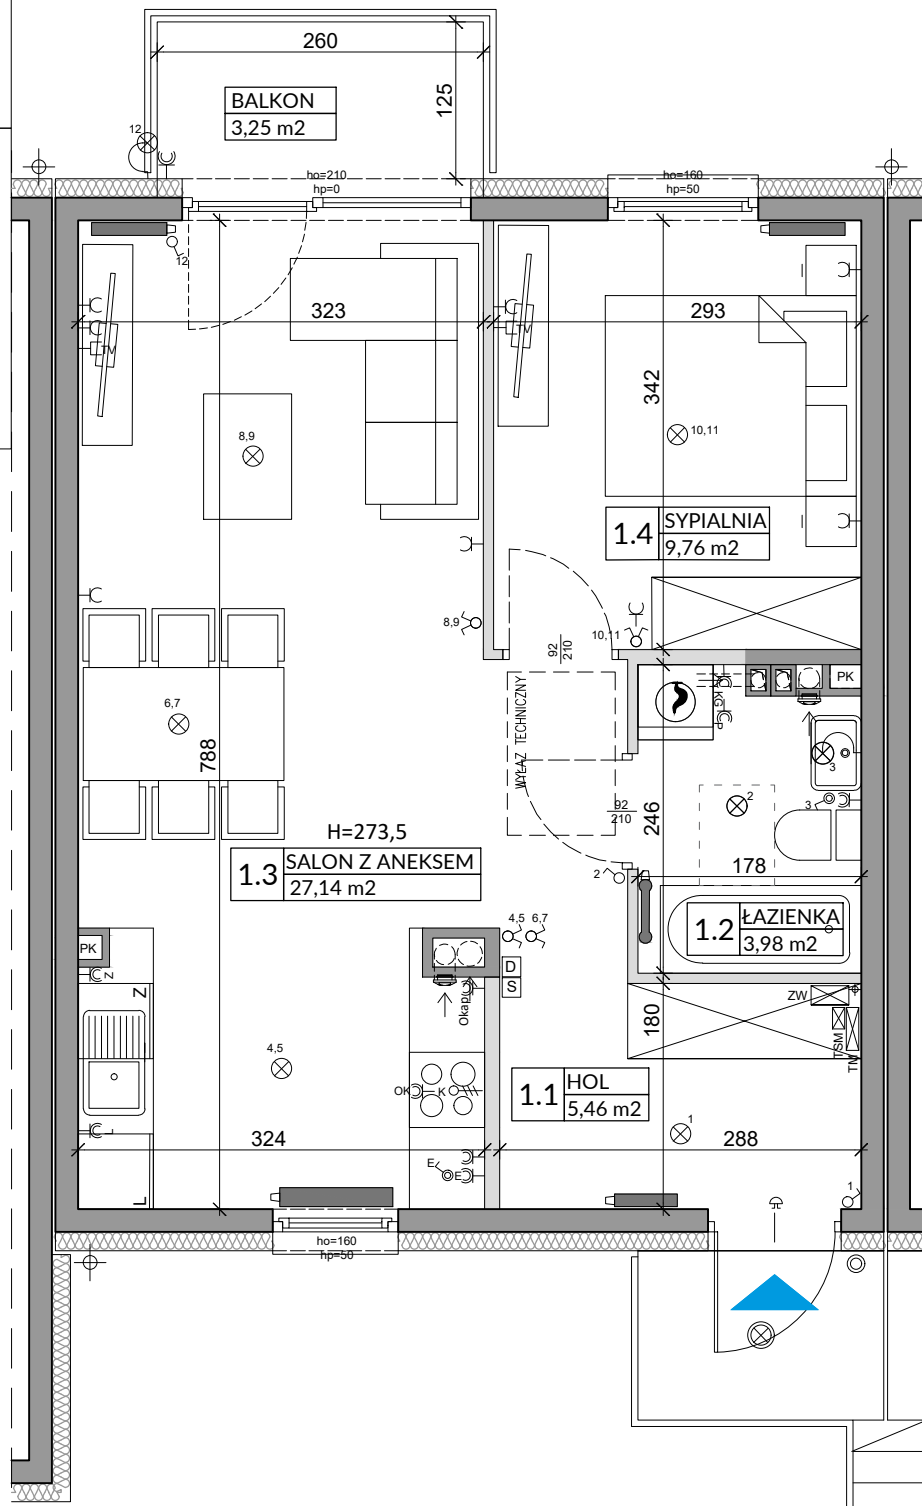 260
BALKON
3,25 m2
125
12
ho=210
hp=0
ho=160
hp=50
12
323
293
TV
TV
342
8,9
10,11
1.4
SYPIALNIA
9,76 m2
8,9
10,11
92
210
PK
WYŁAZ TECHNICZNY
KG
P
6,7
788
3
2
3
92
210
246
H=273,5
1.3
SALON Z ANEKSEM
27,14 m2
2
178
1.2
ŁAZIENKA
3,98 m2
4,5
6,7
PK
Z
Z
D
S
Okap
ZW
TSM
TM
180
4,5
OK
K
1.1
HOL
5,46 m2
L
324
288
1
E
E
L
1
ho=160
hp=50